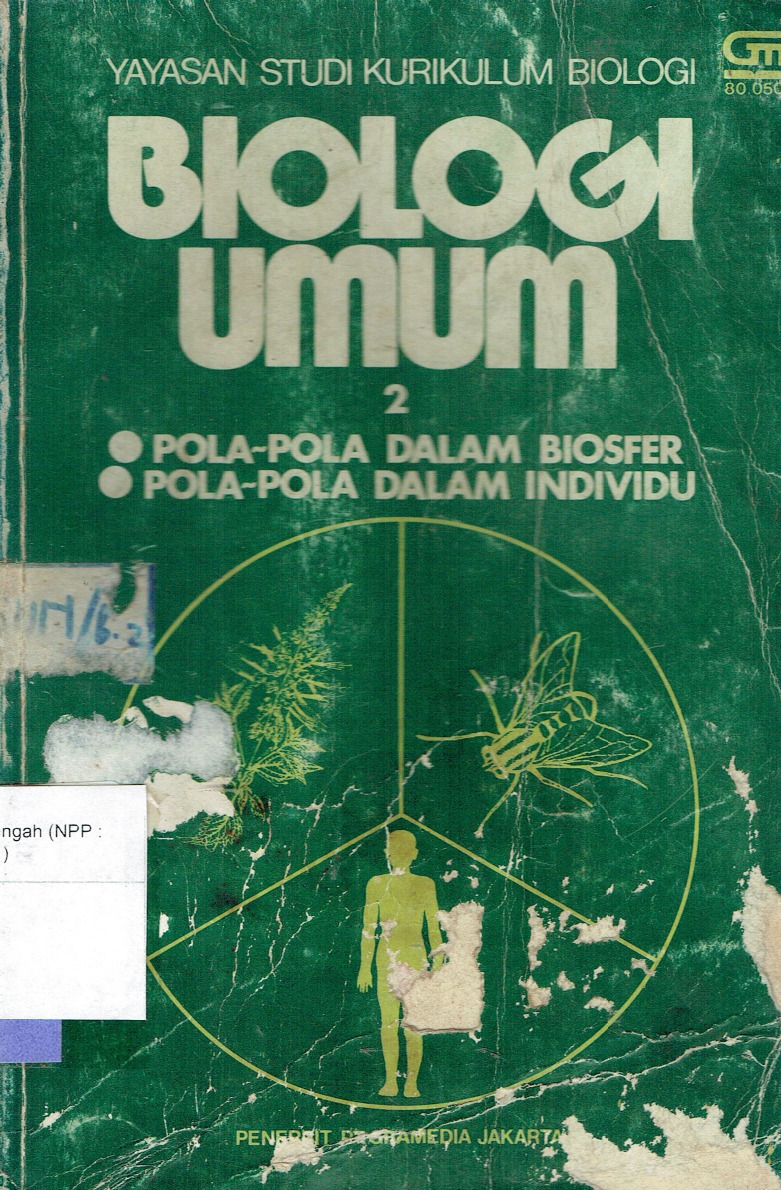 YAYASAN STUDI KURIKULUM BIOLOGI
GM
80.050
BIOLOGI
UMUM
2
POLA~POLA DALAM BIOSFER
POLA~POLA DALAM INDIVIDU
ngah (NPP :
)
PENERBIT JAKARTA